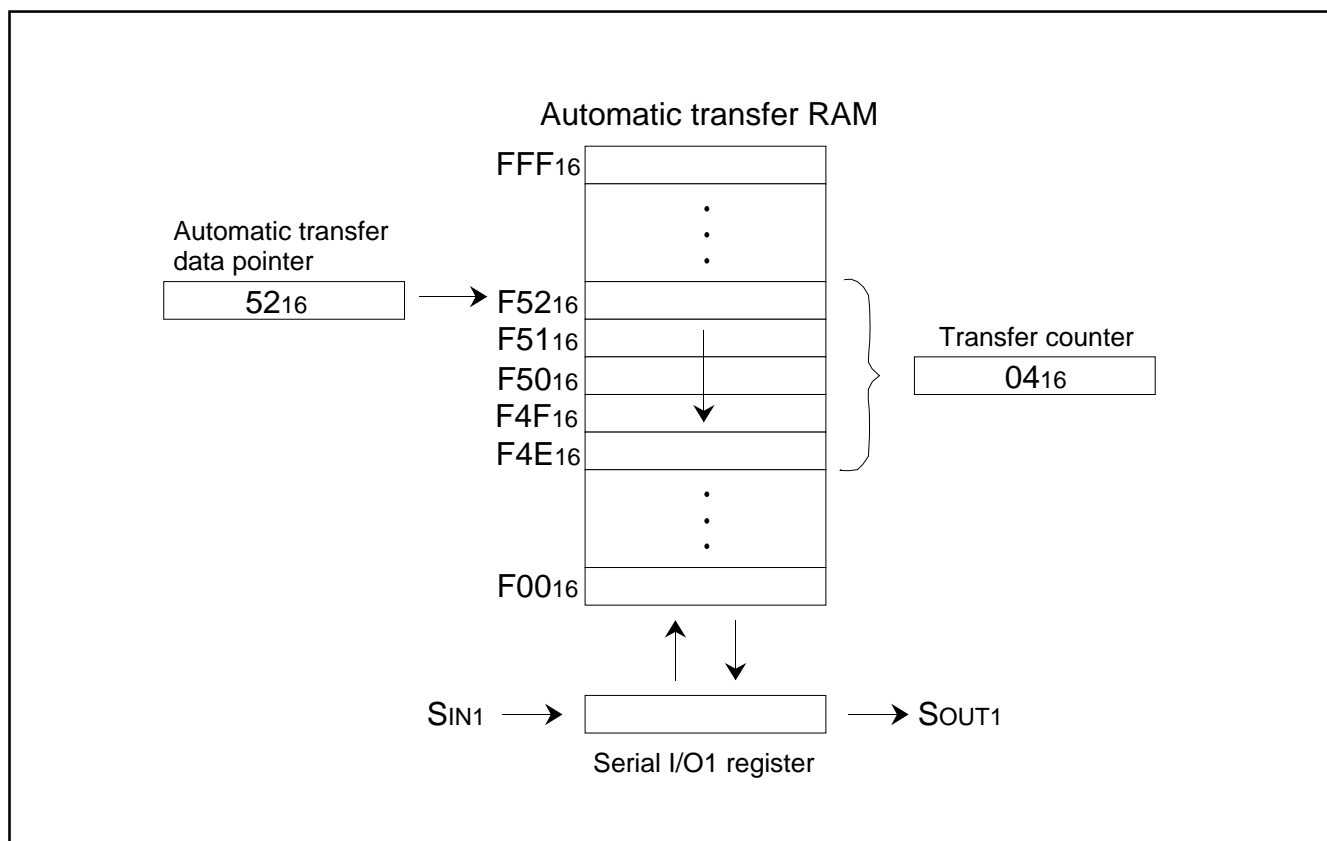 Automatic transfer RAM
FFF16
Automatic transfer
data pointer
5216
F5216
F5116
F5016
F4F16
F4E16
Transfer counter
0416
F0016
SIN1
SOUT1
Serial I/O1 register